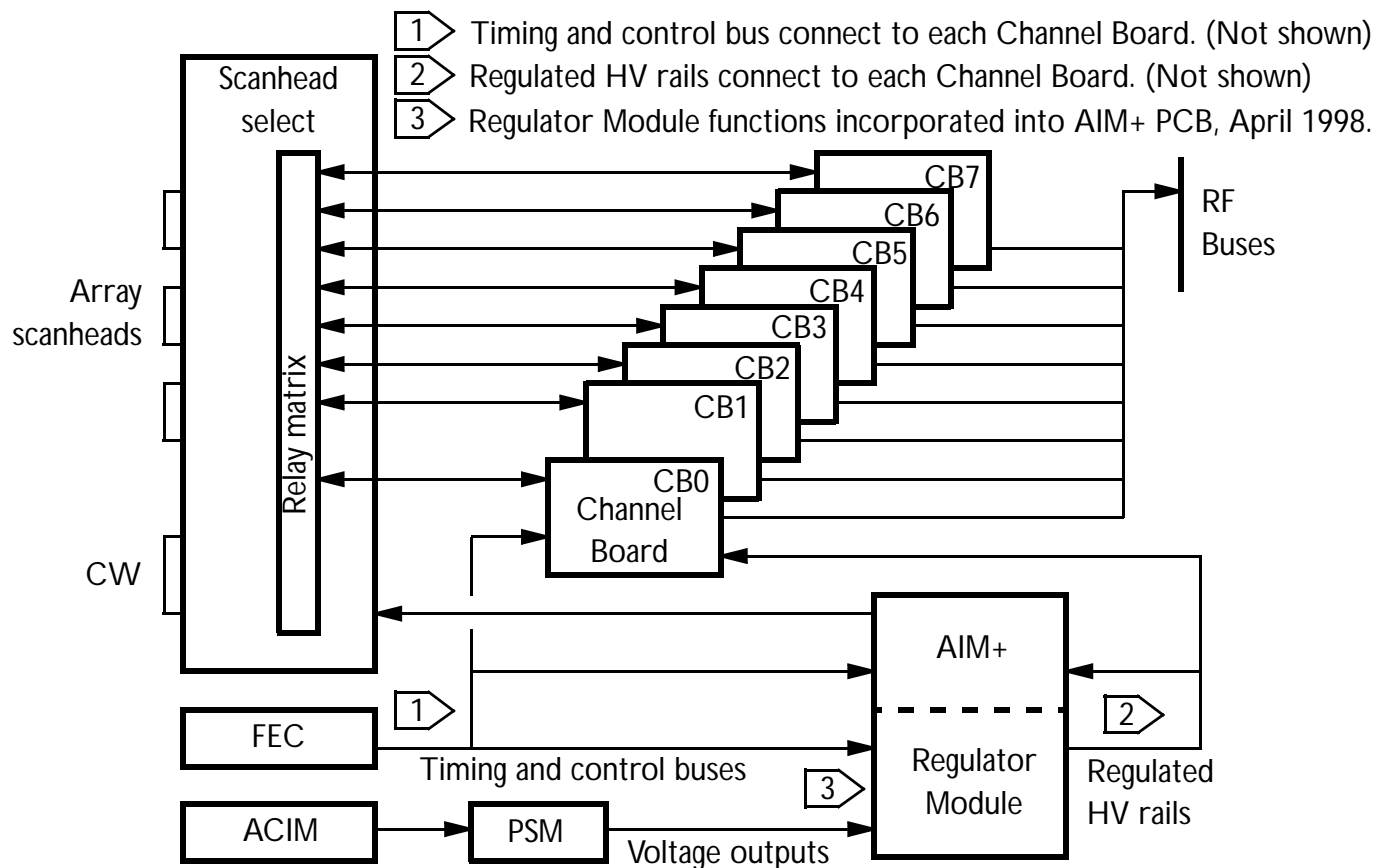 1 Timing and control bus connect to each Channel Board. (Not shown)
2 Regulated HV rails connect to each Channel Board. (Not shown)
3 Regulator Module functions incorporated into AIM+ PCB, April 1998.
Scanhead
select
Relay matrix
Array
scanheads
CW
CB7
CB6
CB5
CB4
CB3
CB2
CB1
CB0
Channel
Board
RF
Buses
AIM+
Regulator
Module
1
2
3
FEC
Timing and control buses
Regulated
HV rails
ACIM
PSM
Voltage outputs